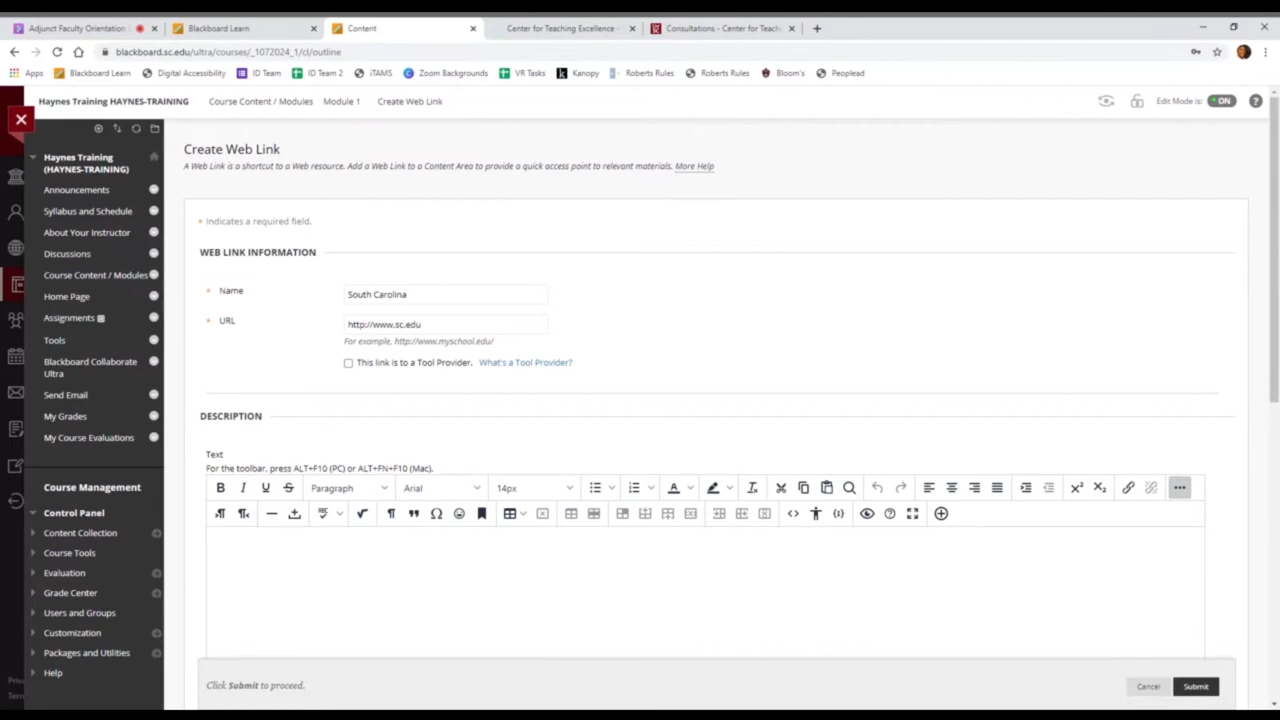 Adjunct Faculty Orientation
Blackboard Learn
Content
Center for Teaching Excellence -
Consultations - Center for Teach
blackboard.sc.edu/ultra/courses/_1072024_1/cl/outline
Apps
Blackboard Learn
Digital Accessibility
ID Team
ID Team 2
iTAMS
Zoom Backgrounds
VR Tasks
Kanopy
Roberts Rules
Roberts Rules
Bloom's
Peoplead
Haynes Training HAYNES-TRAINING
Course Content / Modules
Module 1
Create Web Link
Edit Mode is:
ON
Haynes Training
(HAYNES-TRAINING)
Announcements
Syllabus and Schedule
About Your Instructor
Discussions
Course Content / Modules
Home Page
Assignments
Tools
Blackboard Collaborate
Ultra
Send Email
My Grades
My Course Evaluations
Course Management
Control Panel
Content Collection
Course Tools
Evaluation
Grade Center
Users and Groups
Customization
Packages and Utilities
Help
Priv
Tern
Create Web Link
A Web Link is a shortcut to a Web resource. Add a Web Link to a Content Area to provide a quick access point to relevant materials. More Help
* Indicates a required field.
WEB LINK INFORMATION
* Name
South Carolina
* URL
http://www.sc.edu
For example, http://www.myschool.edu/
This link is to a Tool Provider. What's a Tool Provider?
DESCRIPTION
Text
For the toolbar, press ALT+F10 (PC) or ALT+FN+F10 (Mac).
B I U S Paragraph Arial 14px
Click Submit to proceed.
Cancel
Submit